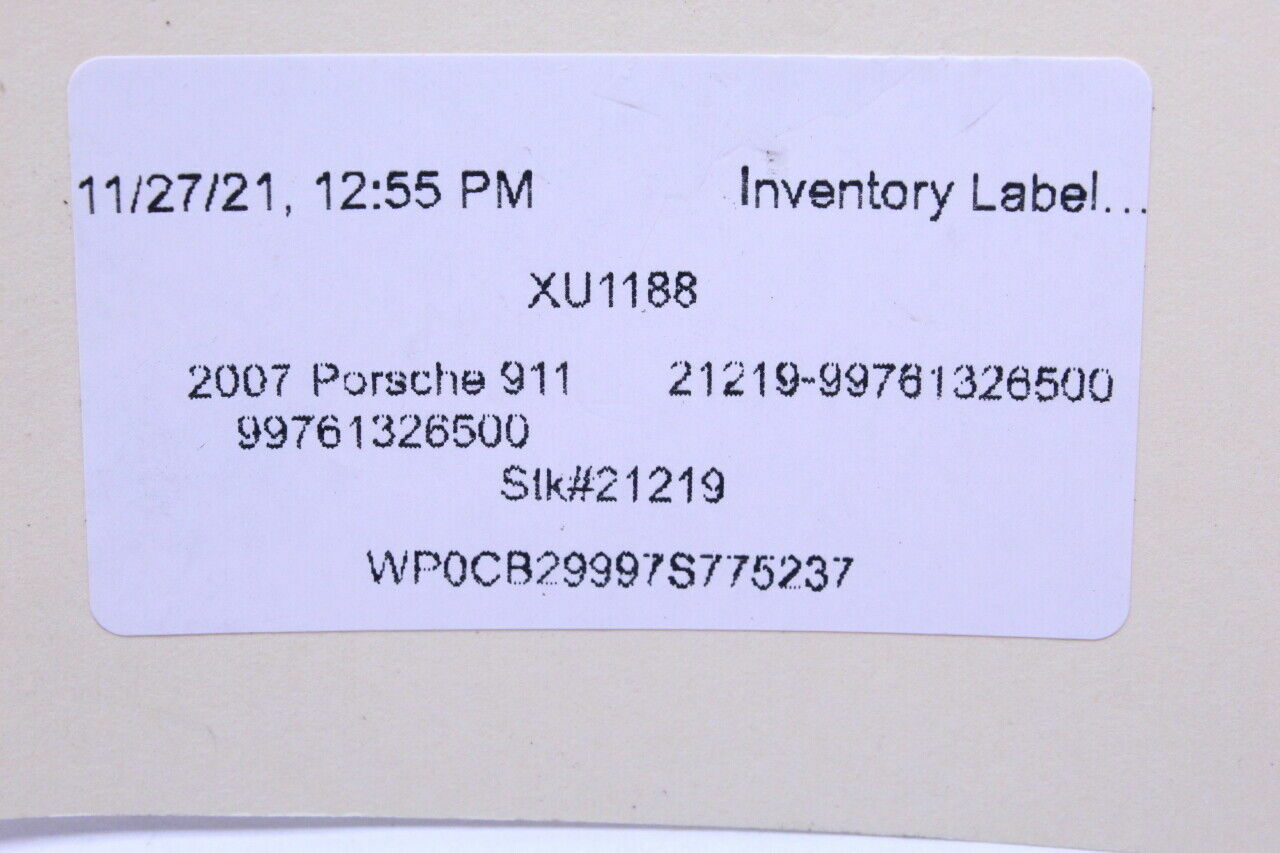 11/27/21, 12:55 PM Inventory Label...
XU1188
2007 Porsche 911 21219-99761326500
99761326500
Stk#21219
WP0CB29997S775237